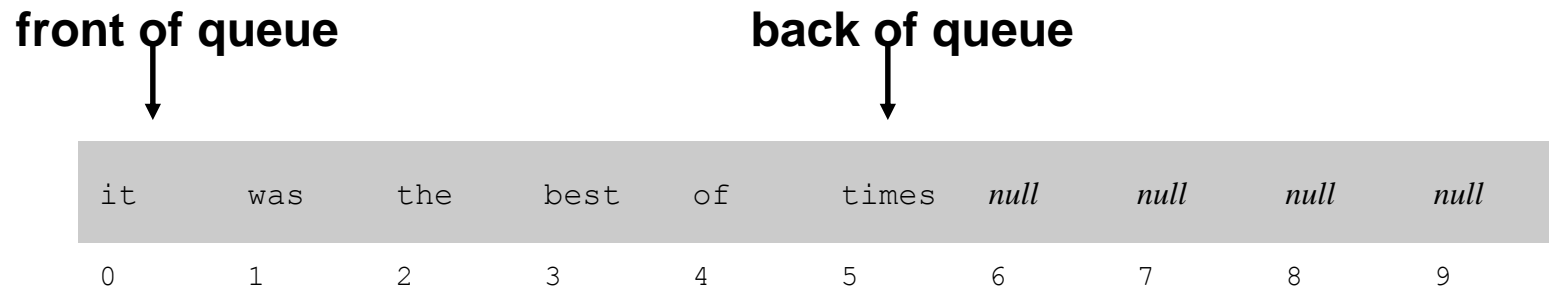 front of queue back of queue
it was the best of times null null null null
0 1 2 3 4 5 6 7 8 9